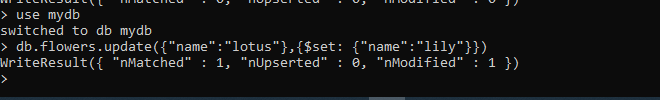 WriteResult({ "nMatched" : 0, "nUpserted" : 0, "nModified" : 0 })
> use mydb
switched to db mydb
> db.flowers.update({"name":"lotus"},{$set: {"name":"lily"}})
WriteResult({ "nMatched" : 1, "nUpserted" : 0, "nModified" : 1 })
>